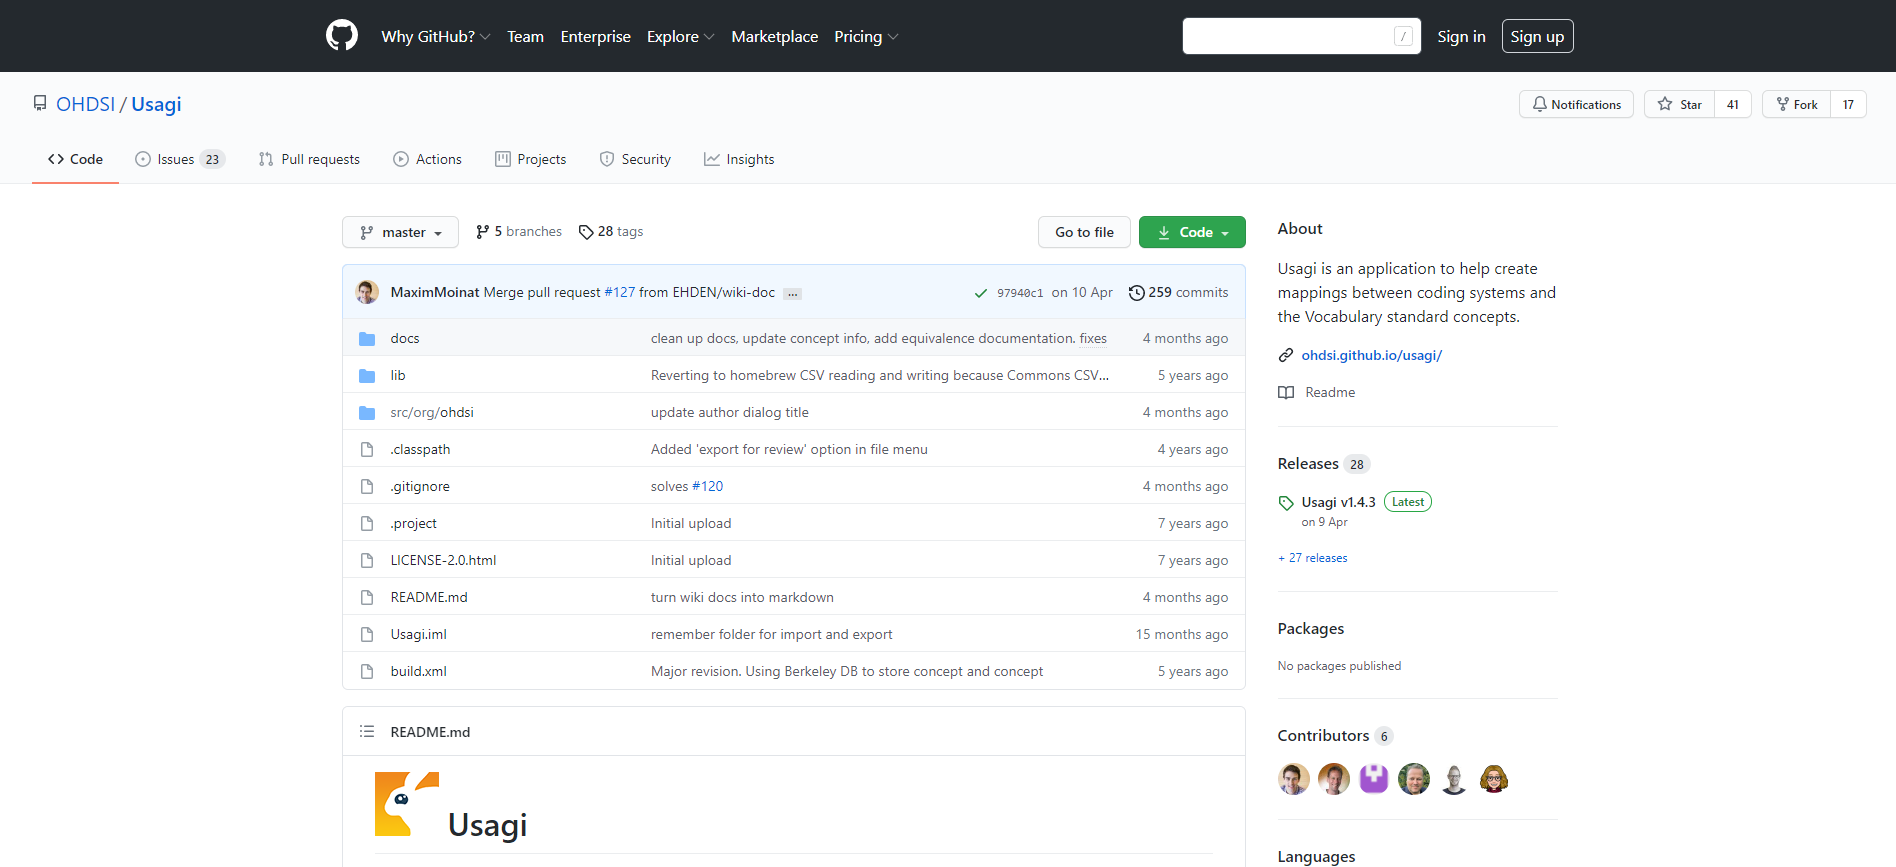 Why GitHub? Team Enterprise Explore Marketplace Pricing / Sign in Sign up
OHDSI / Usagi Notifications Star 41 Fork 17
Code Issues 23 Pull requests Actions Projects Security Insights
master 5 branches 28 tags Go to file Code
MaximMoinat Merge pull request #127 from EHDEN/wiki-doc ... 97940c1 on 10 Apr 259 commits
docs clean up docs, update concept info, add equivalence documentation. fixes 4 months ago
lib Reverting to homebrew CSV reading and writing because Commons CSV... 5 years ago
src/org/ohdsi update author dialog title 4 months ago
.classpath Added 'export for review' option in file menu 4 years ago
.gitignore solves #120 4 months ago
.project Initial upload 7 years ago
LICENSE-2.0.html Initial upload 7 years ago
README.md turn wiki docs into markdown 4 months ago
Usagi.iml remember folder for import and export 15 months ago
build.xml Major revision. Using Berkeley DB to store concept and concept 5 years ago
README.md
Usagi
About
Usagi is an application to help create
mappings between coding systems and
the Vocabulary standard concepts.
ohdsi.github.io/usagi/
Readme
Releases 28
Usagi v1.4.3 Latest
on 9 Apr
+ 27 releases
Packages
No packages published
Contributors 6
Languages